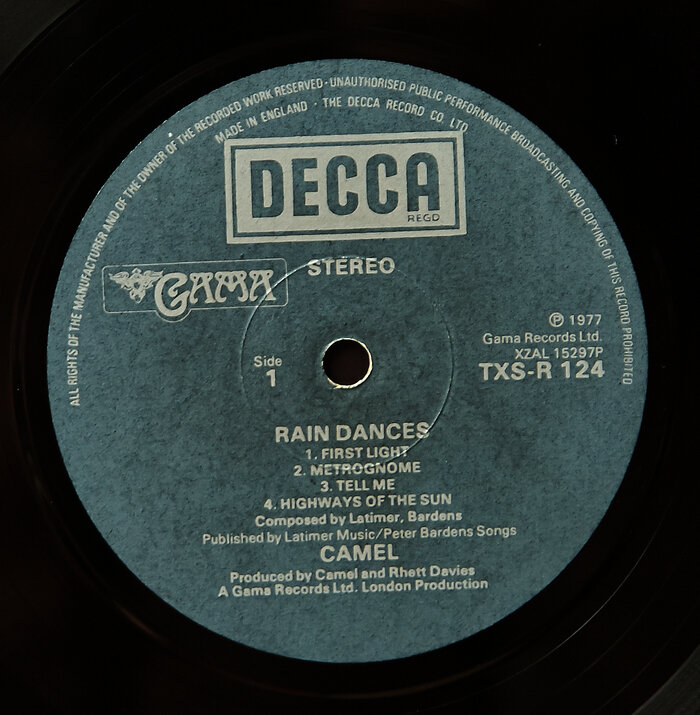 ALL RIGHTS OF THE MANUFACTURER AND OF THE OWNER OF THE RECORDED WORK RESERVED · UNAUTHORISED PUBLIC PERFORMANCE BROADCASTING AND COPYING OF THIS RECORD PROHIBITED
MADE IN ENGLAND · THE DECCA RECORD CO. LTD.
DECCA
REGD
GAMA
STEREO
℗ 1977
Gama Records Ltd.
XZAL 15297P
TXS-R 124
Side
1
RAIN DANCES
1. FIRST LIGHT
2. METROGNOME
3. TELL ME
4. HIGHWAYS OF THE SUN
Composed by Latimer, Bardens
Published by Latimer Music/Peter Bardens Songs
CAMEL
Produced by Camel and Rhett Davies
A Gama Records Ltd. London Production